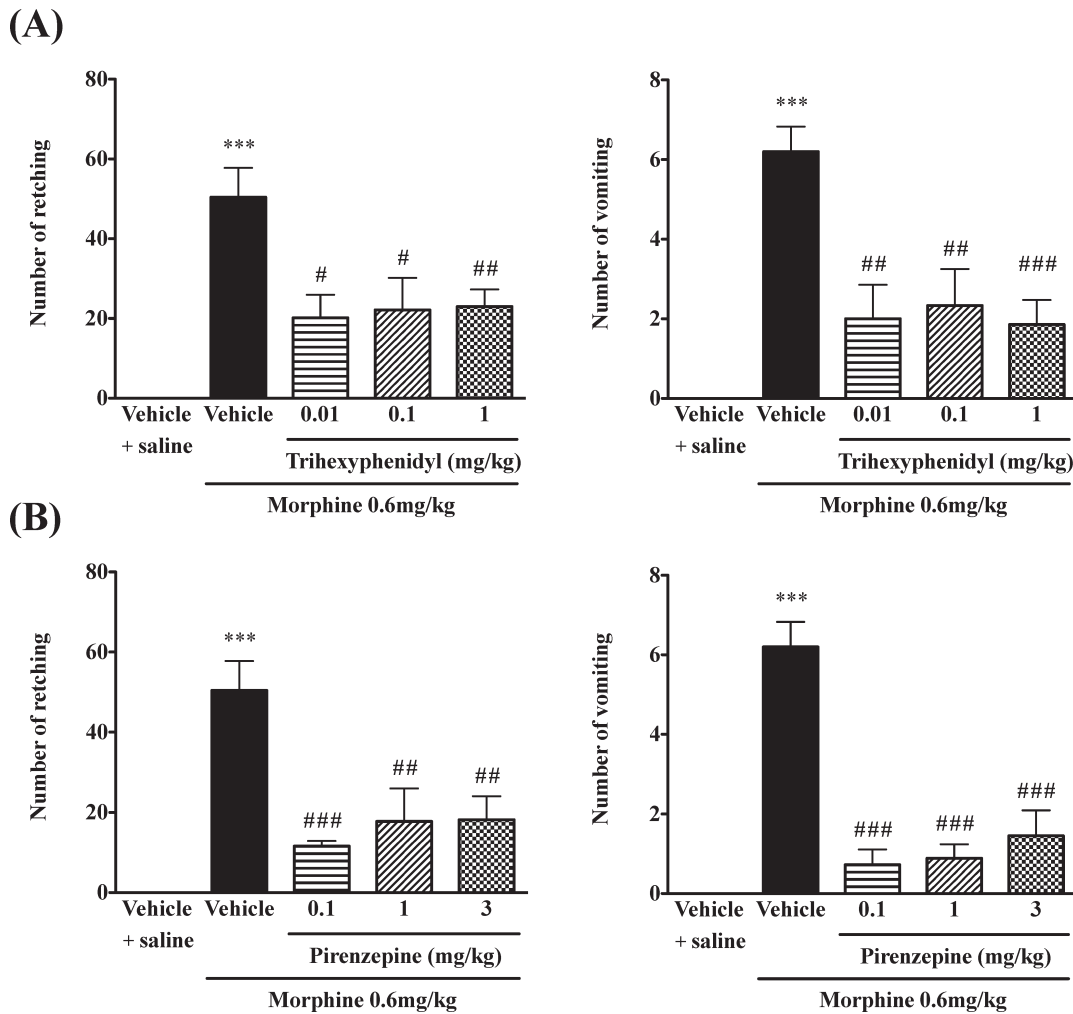 (A)
80
60
40
20
0
Number of retching
***
#
#
##
Vehicle
+ saline
Vehicle
0.01
0.1
1
Trihexyphenidyl (mg/kg)
Morphine 0.6mg/kg
8
6
4
2
0
Number of vomiting
***
##
##
###
Vehicle
+ saline
Vehicle
0.01
0.1
1
Trihexyphenidyl (mg/kg)
Morphine 0.6mg/kg
(B)
80
60
40
20
0
Number of retching
***
###
##
##
Vehicle
+ saline
Vehicle
0.1
1
3
Pirenzepine (mg/kg)
Morphine 0.6mg/kg
8
6
4
2
0
Number of vomiting
***
###
###
###
Vehicle
+ saline
Vehicle
0.1
1
3
Pirenzepine (mg/kg)
Morphine 0.6mg/kg